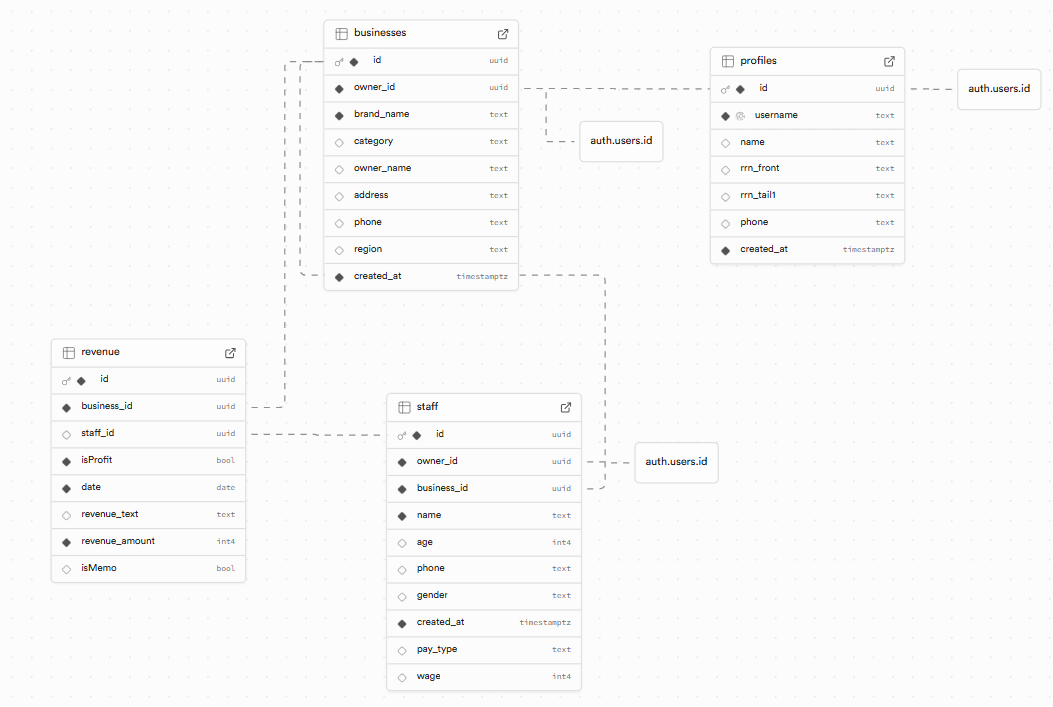 businesses
id uuid
owner_id uuid
brand_name text
category text
owner_name text
address text
phone text
region text
created_at timestamptz
profiles
id uuid
username text
name text
rrn_front text
rrn_tail1 text
phone text
created_at timestamptz
auth.users.id
auth.users.id
revenue
id uuid
business_id uuid
staff_id uuid
isProfit bool
date date
revenue_text text
revenue_amount int4
isMemo bool
staff
id uuid
owner_id uuid
business_id uuid
name text
age int4
phone text
gender text
created_at timestamptz
pay_type text
wage int4
auth.users.id